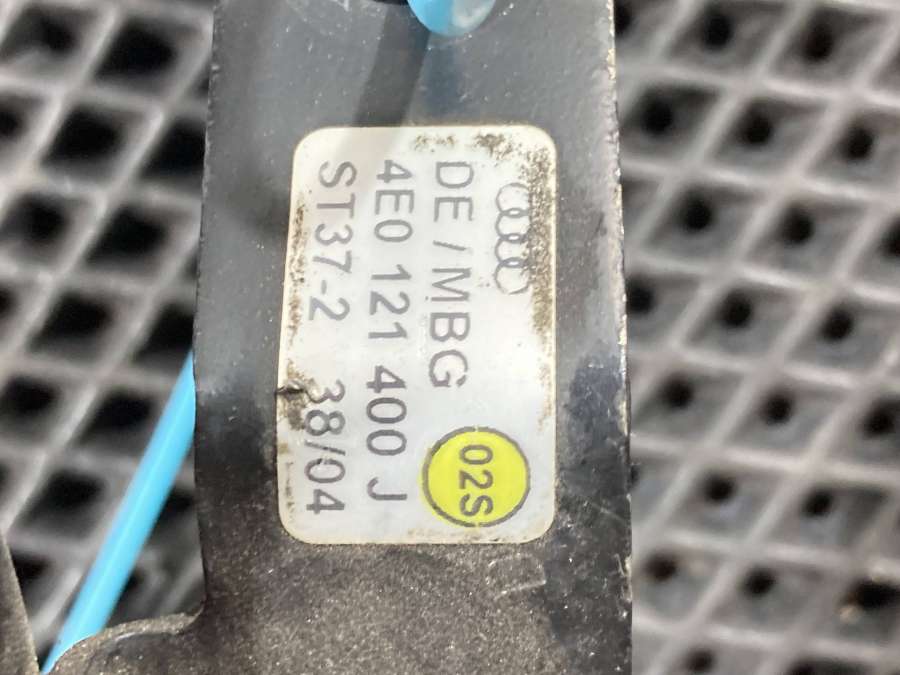 DE / MBG
4E0 121 400 J
ST37-2 38/04
02S